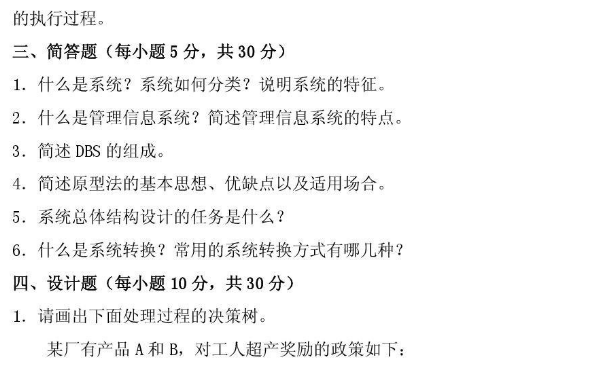 的执行过程。
三、简答题（每小题 5 分，共 30 分）
1．什么是系统？系统如何分类？说明系统的特征。
2．什么是管理信息系统？简述管理信息系统的特点。
3．简述 DBS 的组成。
4．简述原型法的基本思想、优缺点以及适用场合。
5．系统总体结构设计的任务是什么？
6．什么是系统转换？常用的系统转换方式有哪几种？
四、设计题（每小题 10 分，共 30 分）
1．请画出下面处理过程的决策树。
某厂有产品 A 和 B，对工人超产奖励的政策如下：